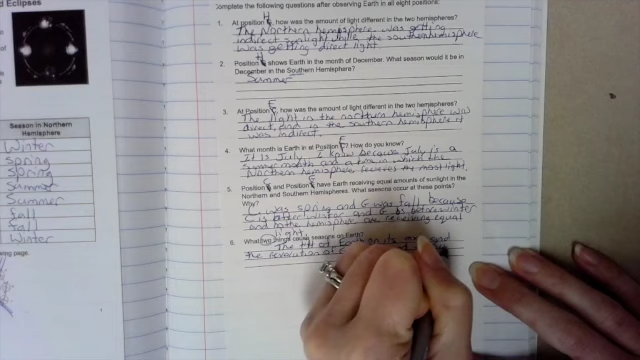 d Eclipses
Season in Northern
Hemisphere
Winter
spring
spring
summer
Summer
fall
fall
Winter
ring page.
Complete the following questions after observing Earth in all eight positions:
H
1. At position , how was the amount of light different in the two hemispheres?
The Northern hemisphere was getting
indirect sunlight while the southern hemisphere
was getting direct light.
2. Position shows Earth in the month of December. What season would it be in
December in the Southern Hemisphere?
Summer
E
3. At Position , how was the amount of light different in the two hemispheres?
The light in the northern hemisphere was
direct, and in the southern hemisphere it
was indirect.
E
4. What month is Earth in at Position ? How do you know?
It is July. I know because July is a
summer month and a time in which the
Northern hemisphere receives the most light.
5. Position and Position have Earth receiving equal amounts of sunlight in the
Northern and Southern Hemispheres. What seasons occur at these points?
Why?
C was spring and G was fall because
C is after winter and G is before winter
and both hemispheres are receiving equal
light.
6. What two things cause seasons on Earth?
The tilt of Earth on its and
the revolution of